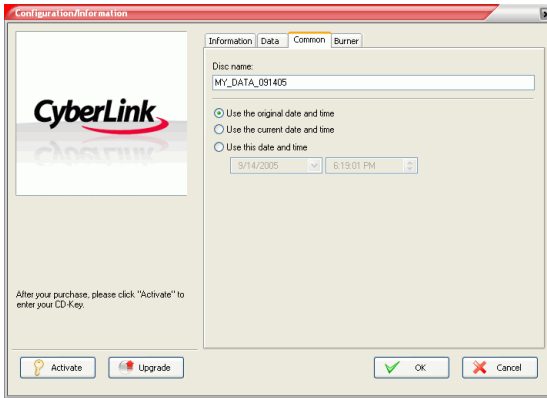 Configuration/Information
CyberLink
After your purchase, please click "Activate" to
enter your CD-Key.
Activate
Upgrade
Information
Data
Common
Burner
Disc name:
MY_DATA_091405
Use the original date and time
Use the current date and time
Use this date and time
9/14/2005
6:19:01 PM
OK
Cancel